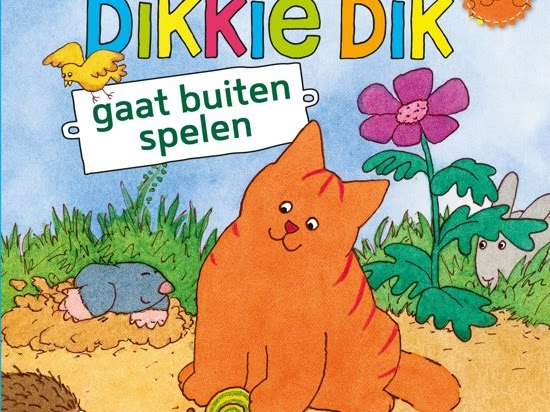 DiKKie DiK
gaat buiten
spelen